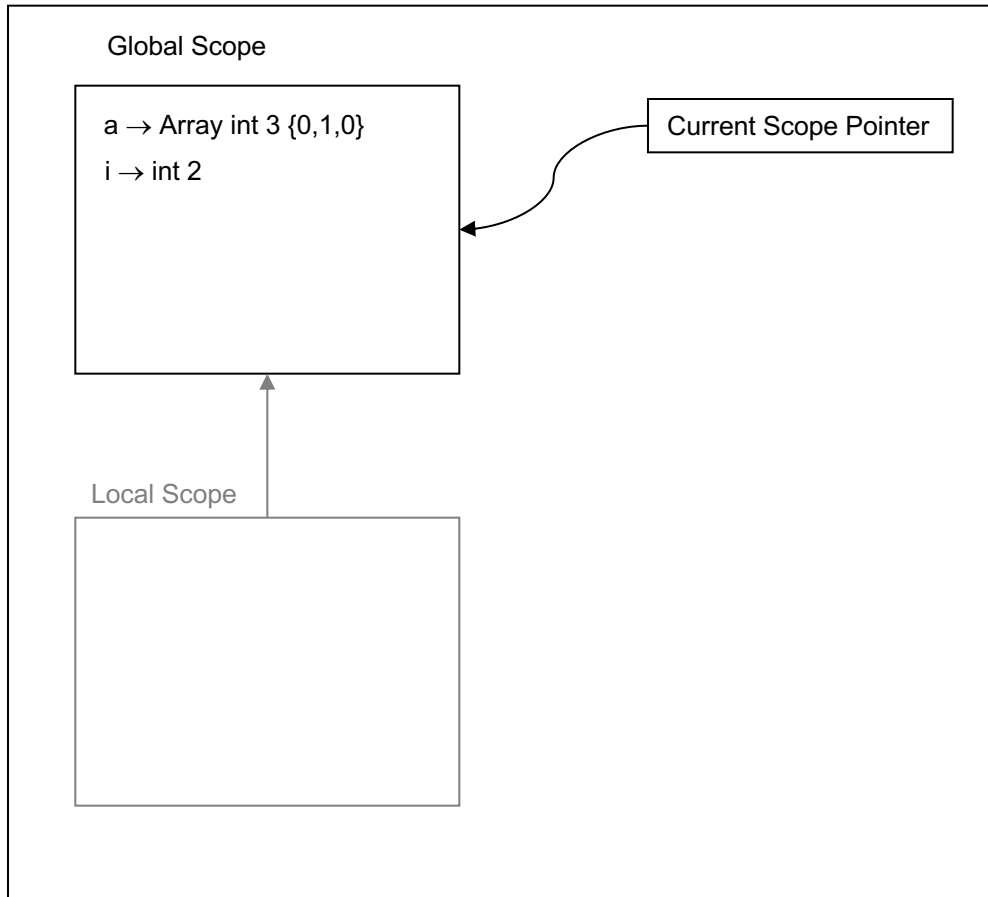 Global Scope
a → Array int 3 {0,1,0}
i → int 2
Current Scope Pointer
Local Scope